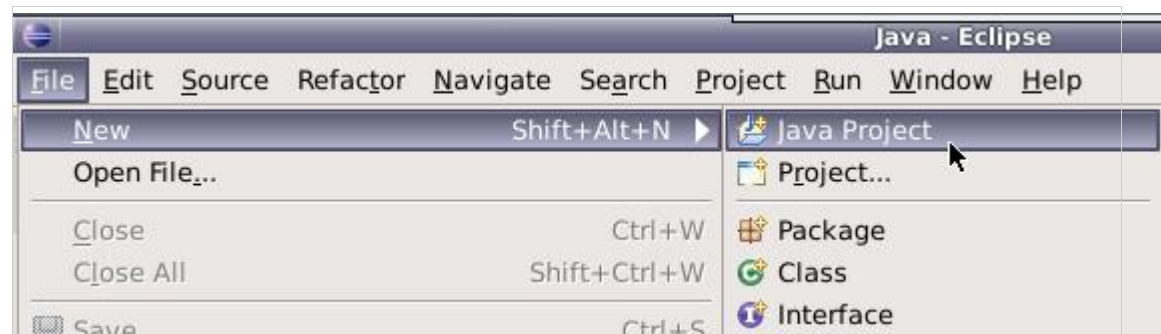 Java - Eclipse
File Edit Source Refactor Navigate Search Project Run Window Help
New Shift+Alt+N
Open File...
Close Ctrl+W
Close All Shift+Ctrl+W
Save Ctrl+S
Java Project
Project...
Package
Class
Interface